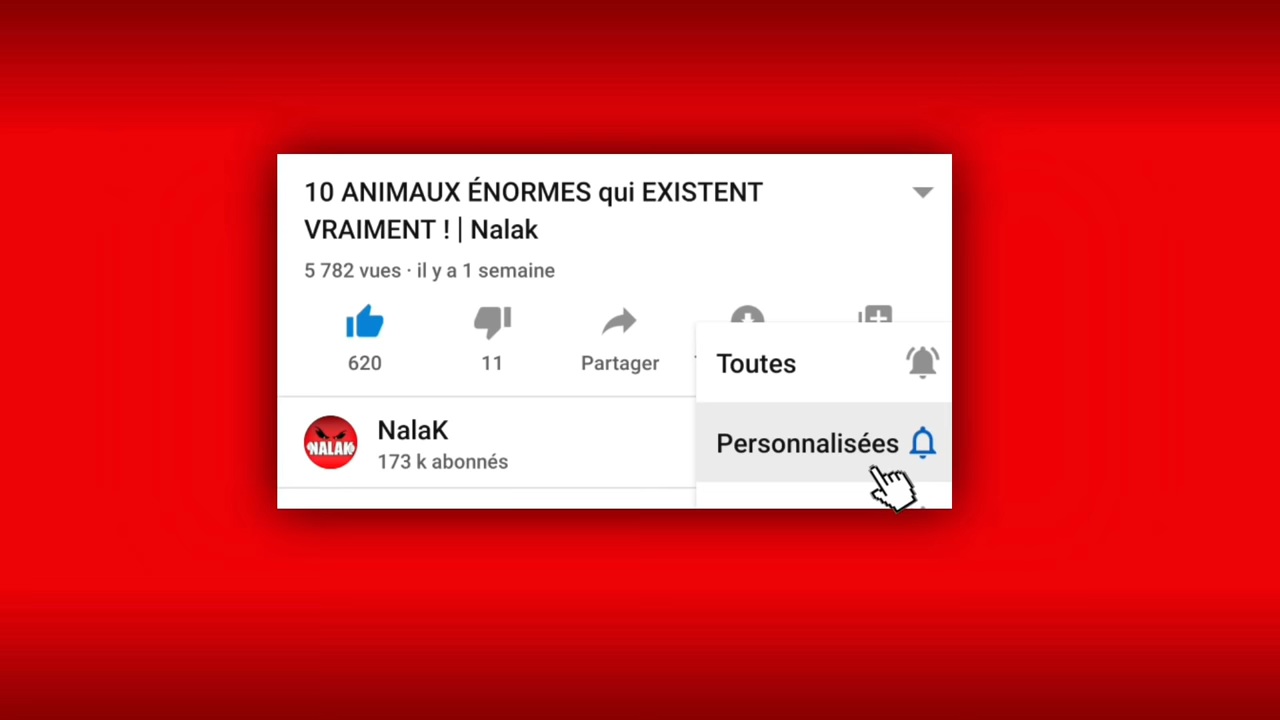 10 ANIMAUX ÉNORMES qui EXISTENT
VRAIMENT ! | Nalak
5 782 vues · il y a 1 semaine
620
11
Partager
Toutes
NALAK
NalaK
173 k abonnés
Personnalisées